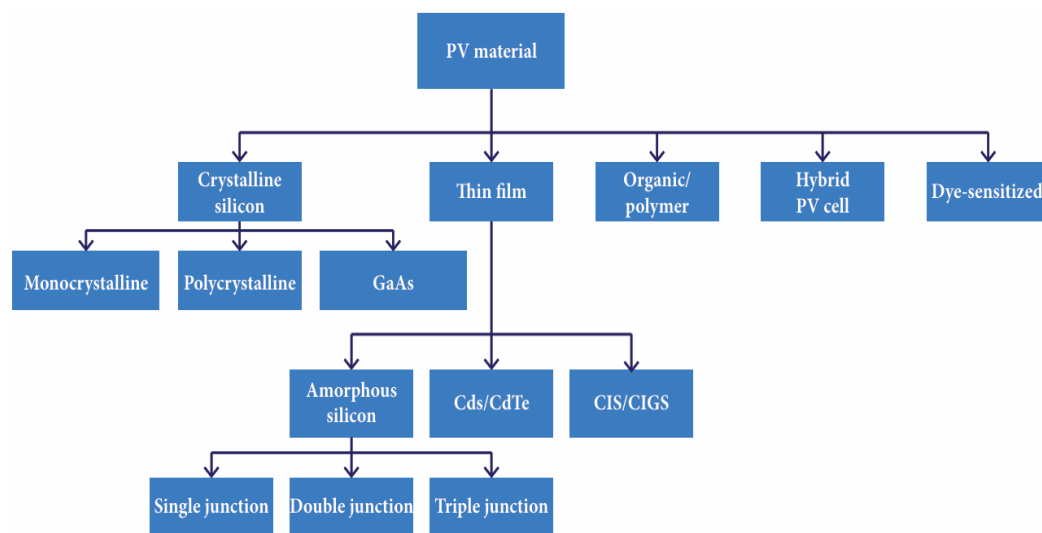 PV material
Crystalline
silicon
Thin film
Organic/
polymer
Hybrid
PV cell
Dye-sensitized
Monocrystalline
Polycrystalline
GaAs
Amorphous
silicon
Cds/CdTe
CIS/CIGS
Single junction
Double junction
Triple junction